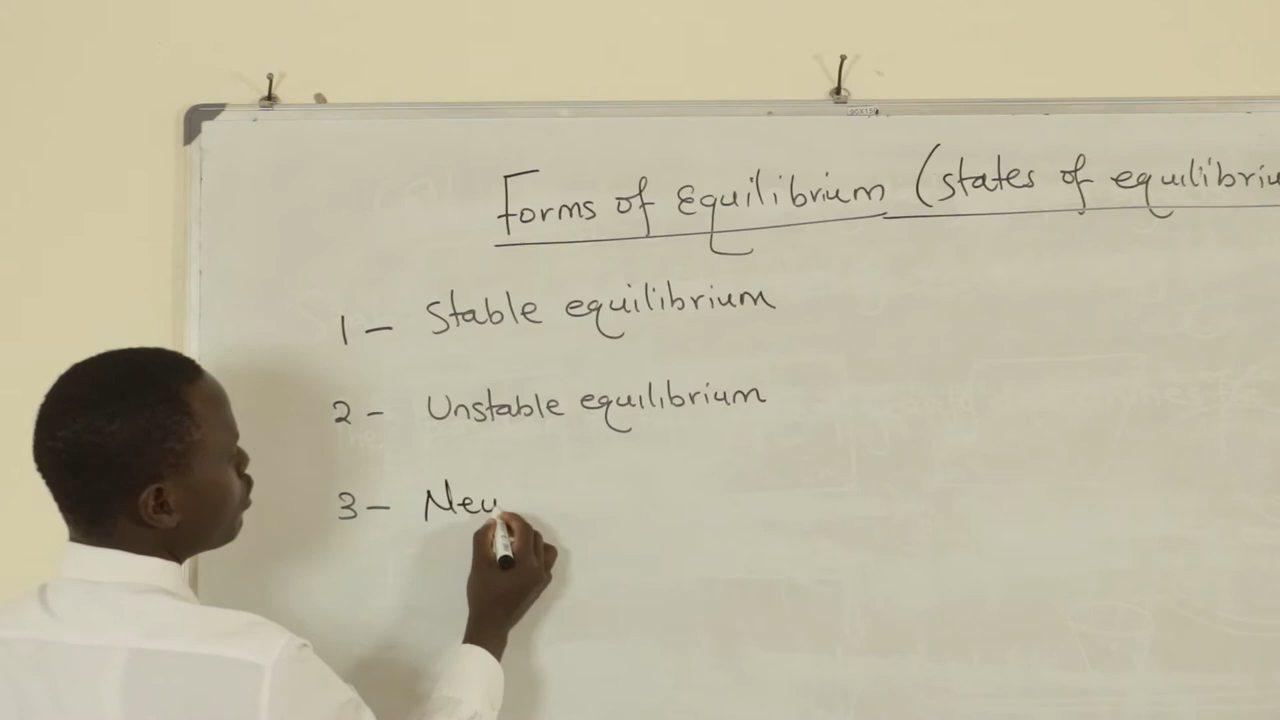 Forms of Equilibrium (states of equilibriu
1 - Stable equilibrium
2 - Unstable equilibrium
3 - Neu